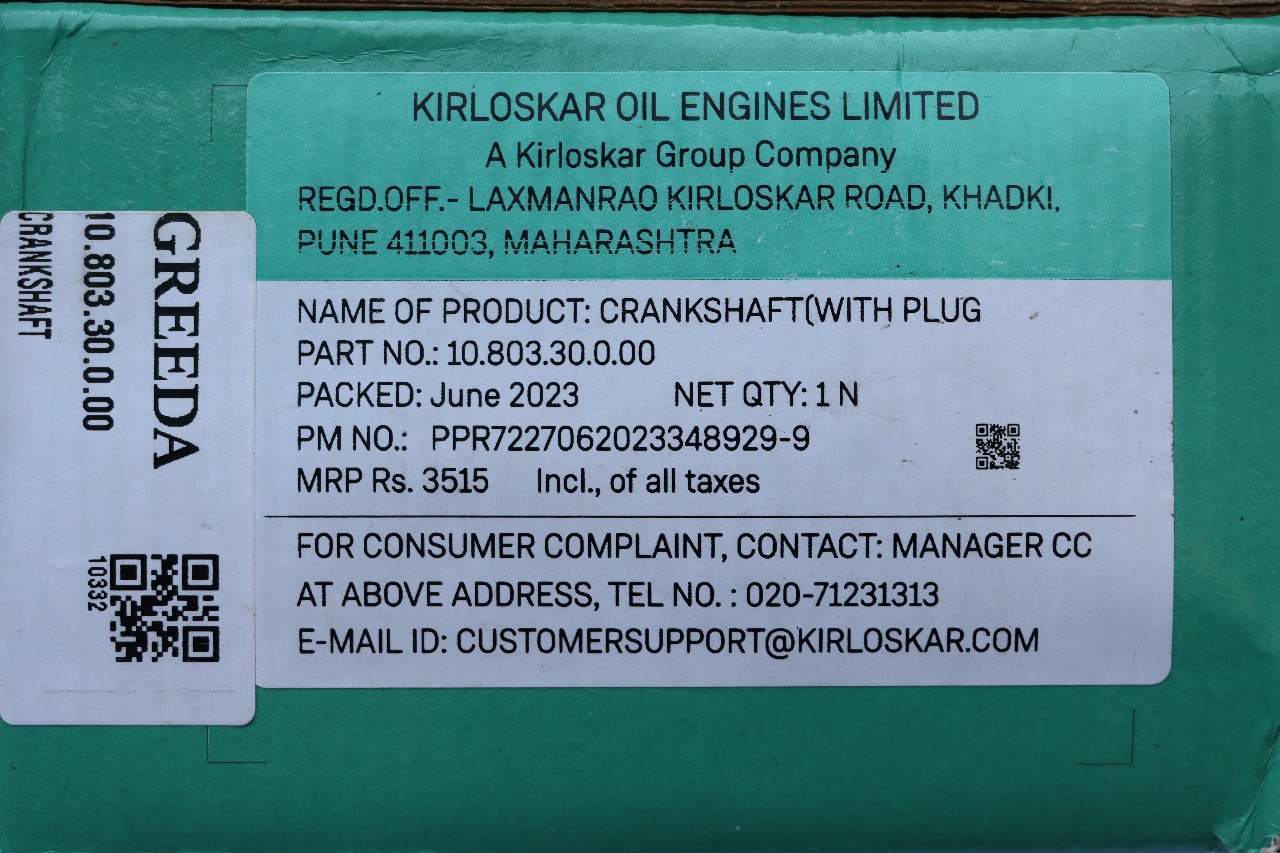 KIRLOSKAR OIL ENGINES LIMITED
A Kirloskar Group Company
REGD.OFF.- LAXMANRAO KIRLOSKAR ROAD, KHADKI,
PUNE 411003, MAHARASHTRA
NAME OF PRODUCT: CRANKSHAFT(WITH PLUG
PART NO.: 10.803.30.0.00
PACKED: June 2023 NET QTY: 1 N
PM NO.: PPR7227062023348929-9
MRP Rs. 3515 Incl., of all taxes
FOR CONSUMER COMPLAINT, CONTACT: MANAGER CC
AT ABOVE ADDRESS, TEL NO. : 020-71231313
E-MAIL ID: CUSTOMERSUPPORT@KIRLOSKAR.COM
GREEDA
10.803.30.0.00
CRANKSHAFT
10332